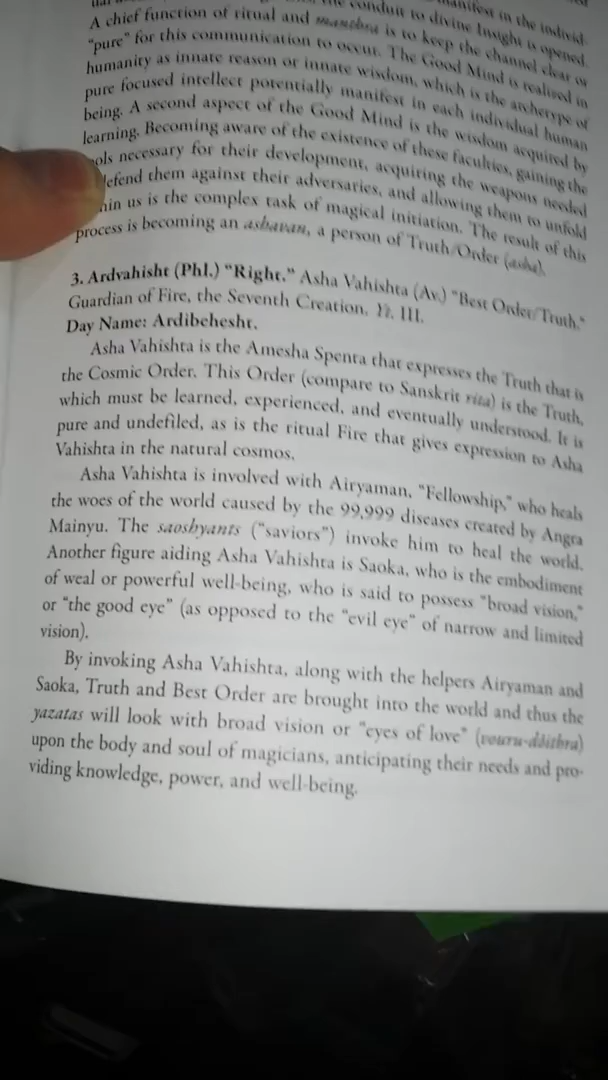 the conduit to divine Insight is opened.
A chief function of ritual and manthra is to keep the channel clear or
"pure" for this communication to occur. The Good Mind is realized in
humanity as innate reason or innate wisdom, which is the archetype of
pure focused intellect potentially manifest in each individual human
being. A second aspect of the Good Mind is the wisdom acquired by
learning. Becoming aware of the existence of these faculties, gaining the
ols necessary for their development, acquiring the weapons needed
defend them against their adversaries, and allowing them to unfold
hin us is the complex task of magical initiation. The result of this
process is becoming an ashavan, a person of Truth/Order (asha).
3. Ardvahisht (Phl.) "Right." Asha Vahishta (Av.) "Best Order/Truth."
Guardian of Fire, the Seventh Creation. Yt. III.
Day Name: Ardibehesht.
Asha Vahishta is the Amesha Spenta that expresses the Truth that is
the Cosmic Order. This Order (compare to Sanskrit rita) is the Truth,
which must be learned, experienced, and eventually understood. It is
pure and undefiled, as is the ritual Fire that gives expression to Asha
Vahishta in the natural cosmos.
Asha Vahishta is involved with Airyaman, "Fellowship," who heals
the woes of the world caused by the 99,999 diseases created by Angra
Mainyu. The saoshyants ("saviors") invoke him to heal the world.
Another figure aiding Asha Vahishta is Saoka, who is the embodiment
of weal or powerful well-being, who is said to possess "broad vision,"
or "the good eye" (as opposed to the "evil eye" of narrow and limited
vision).
By invoking Asha Vahishta, along with the helpers Airyaman and
Saoka, Truth and Best Order are brought into the world and thus the
yazatas will look with broad vision or "eyes of love" (vouru-dôithra)
upon the body and soul of magicians, anticipating their needs and pro-
viding knowledge, power, and well-being.